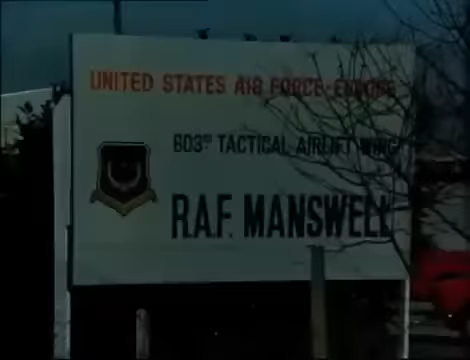 UNITED STATES AIR FORCE-EUROPE
603RD TACTICAL AIRLIFT WING
R.A.F. MANSWELL